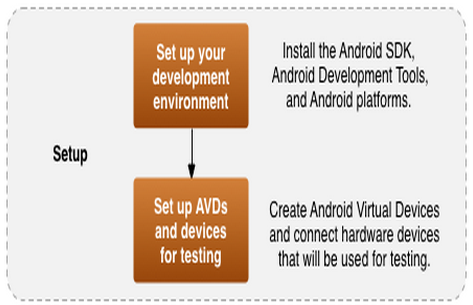 Set up your
development
environment
Install the Android SDK,
Android Development Tools,
and Android platforms.
Setup
Set up AVDs
and devices
for testing
Create Android Virtual Devices
and connect hardware devices
that will be used for testing.